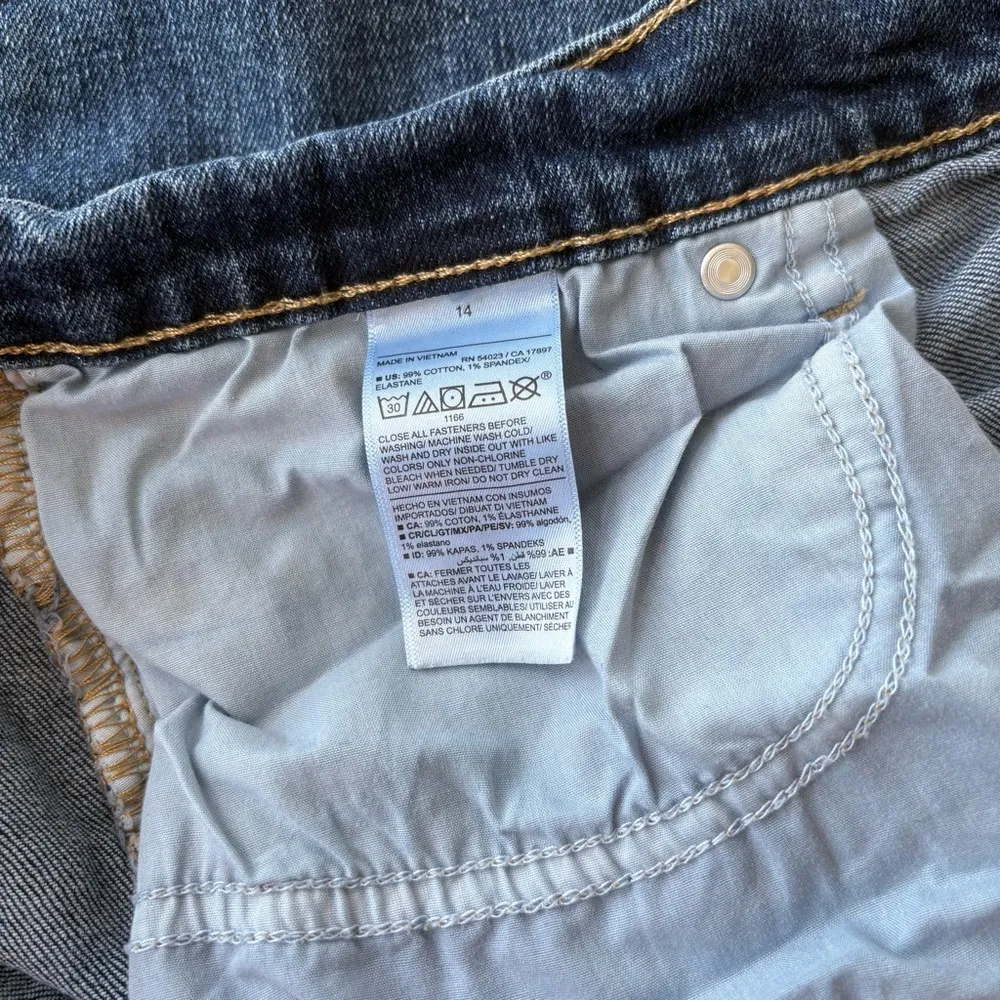 14
MADE IN VIETNAM RN 54023 / CA 17897
■ US: 99% COTTON, 1% SPANDEX/
ELASTANE
30 ®
1166
CLOSE ALL FASTENERS BEFORE
WASHING/ MACHINE WASH COLD/
WASH AND DRY INSIDE OUT WITH LIKE
COLORS/ ONLY NON-CHLORINE
BLEACH WHEN NEEDED/ TUMBLE DRY
LOW/ WARM IRON/ DO NOT DRY CLEAN
HECHO EN VIETNAM CON INSUMOS
IMPORTADOS/ DIBUAT DI VIETNAM
■ CA: 99% COTON, 1% ÉLASTHANNE
■ CR/CL/GT/MX/PA/PE/SV: 99% algodón,
1% elastano
■ ID: 99% KAPAS, 1% SPANDEKS
■ AE: 99% قطن, 1% سباندیکس
■ CA: FERMER TOUTES LES
ATTACHES AVANT LE LAVAGE/ LAVER À
LA MACHINE À L'EAU FROIDE/ LAVER
ET SÉCHER SUR L'ENVERS AVEC DES
COULEURS SEMBLABLES/ UTILISER AU
BESOIN UN AGENT DE BLANCHIMENT
SANS CHLORE UNIQUEMENT/ SÉCHER